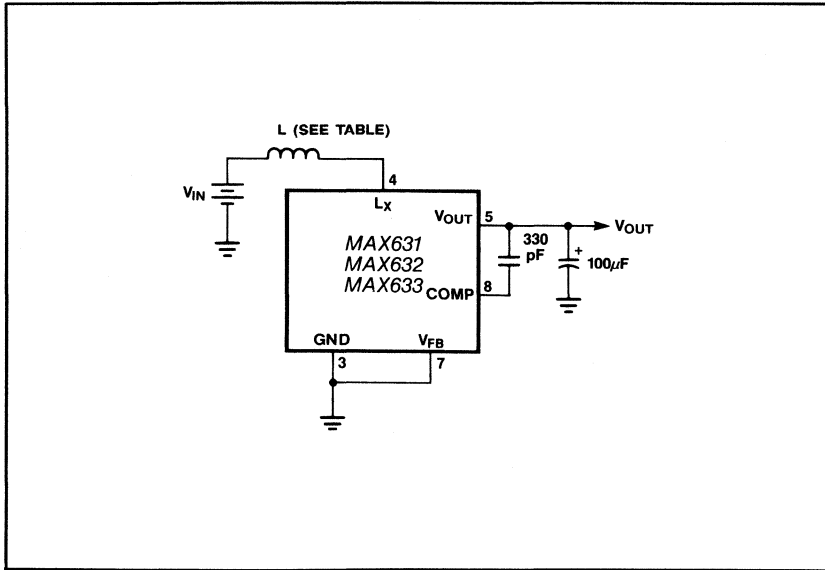 L (SEE TABLE)
4
VIN
LX
VOUT
5
VOUT
MAX631
MAX632
MAX633
330
pF
+
100µF
COMP
8
GND
VFB
3
7